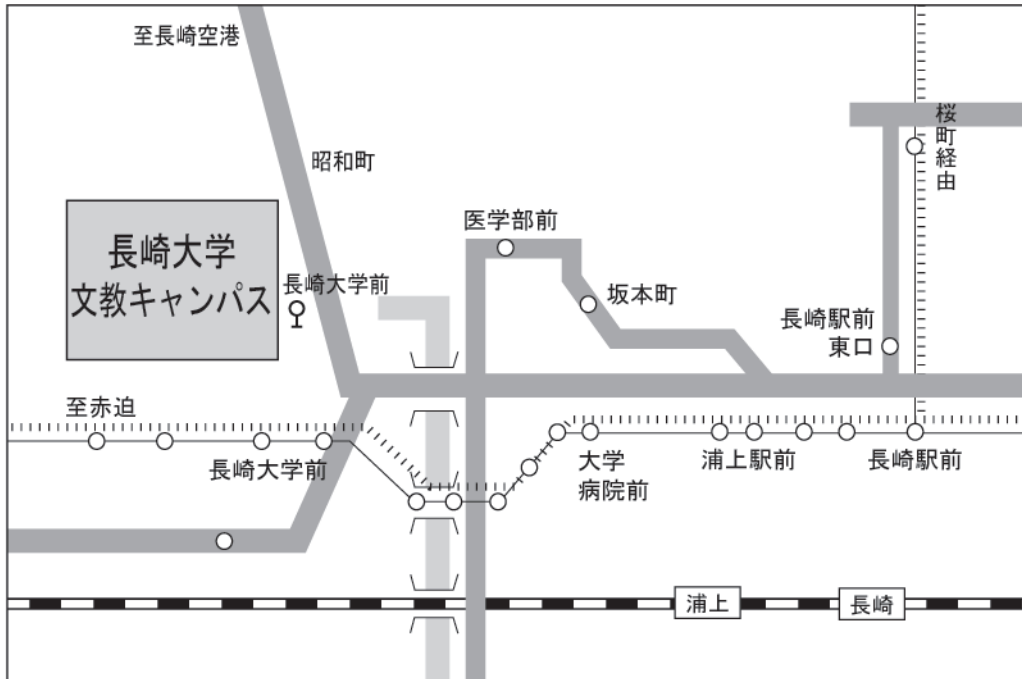 至長崎空港
昭和町
長崎大学
文教キャンパス
長崎大学前
医学部前
坂本町
桜町経由
長崎駅前
東口
至赤迫
長崎大学前
大学
病院前
浦上駅前
長崎駅前
浦上
長崎